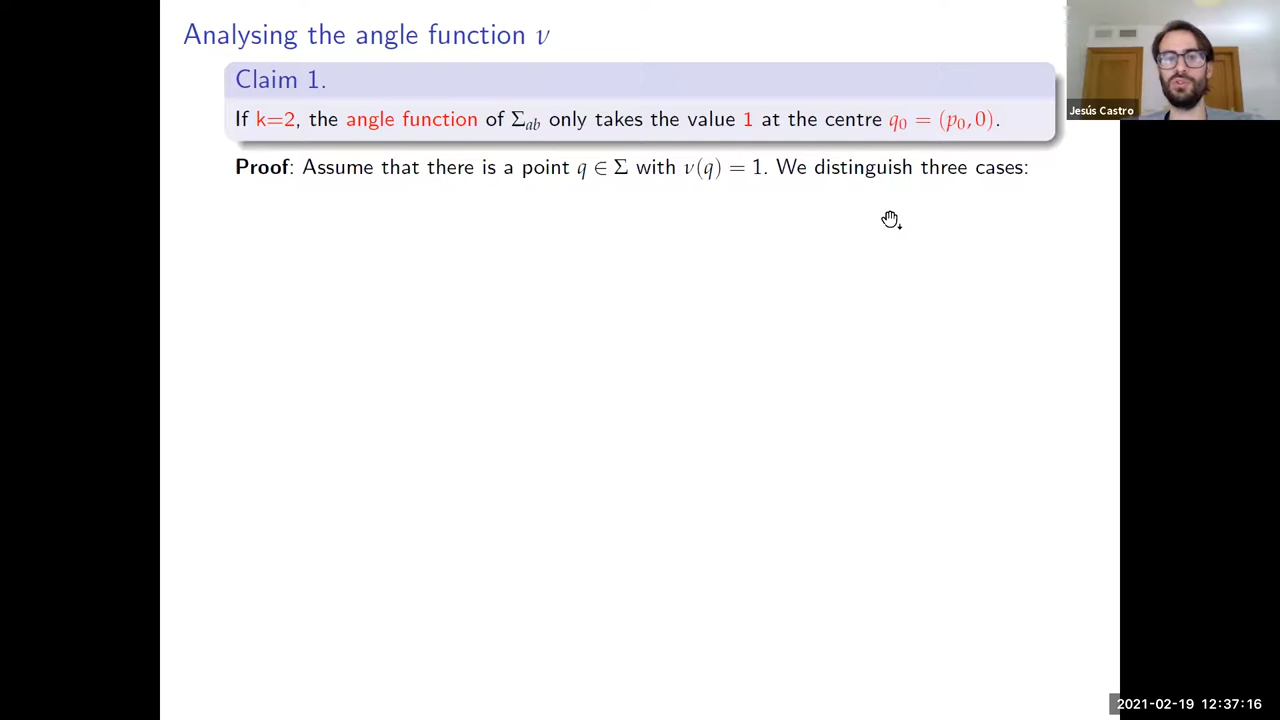 Analysing the angle function ν
Claim 1.
If k=2, the angle function of Σ_ab only takes the value 1 at the centre q₀ = (p₀, 0).
Proof: Assume that there is a point q ∈ Σ with ν(q) = 1. We distinguish three cases:
Jesús Castro
2021-02-19 12:37:16